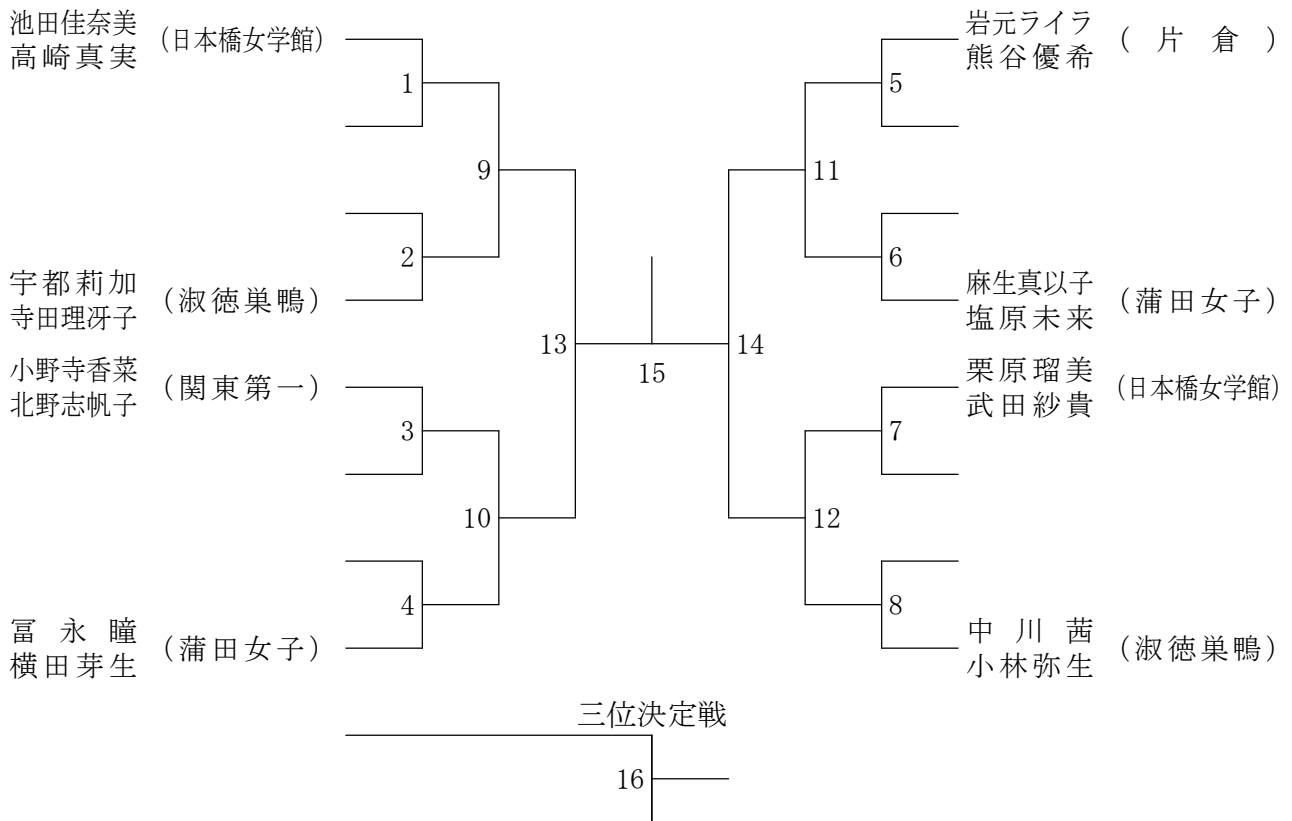 池田佳奈美
高崎真実
(日本橋女学館)
1
9
2
宇都莉加
寺田理冴子
(淑徳巣鴨)
13
小野寺香菜
北野志帆子
(関東第一)
3
10
4
冨永瞳
横田芽生
(蒲田女子)
15
岩元ライラ
熊谷優希
(片倉)
5
11
6
麻生真以子
塩原未来
(蒲田女子)
14
栗原瑠美
武田紗貴
(日本橋女学館)
7
12
8
中川茜
小林弥生
(淑徳巣鴨)
三位決定戦
16